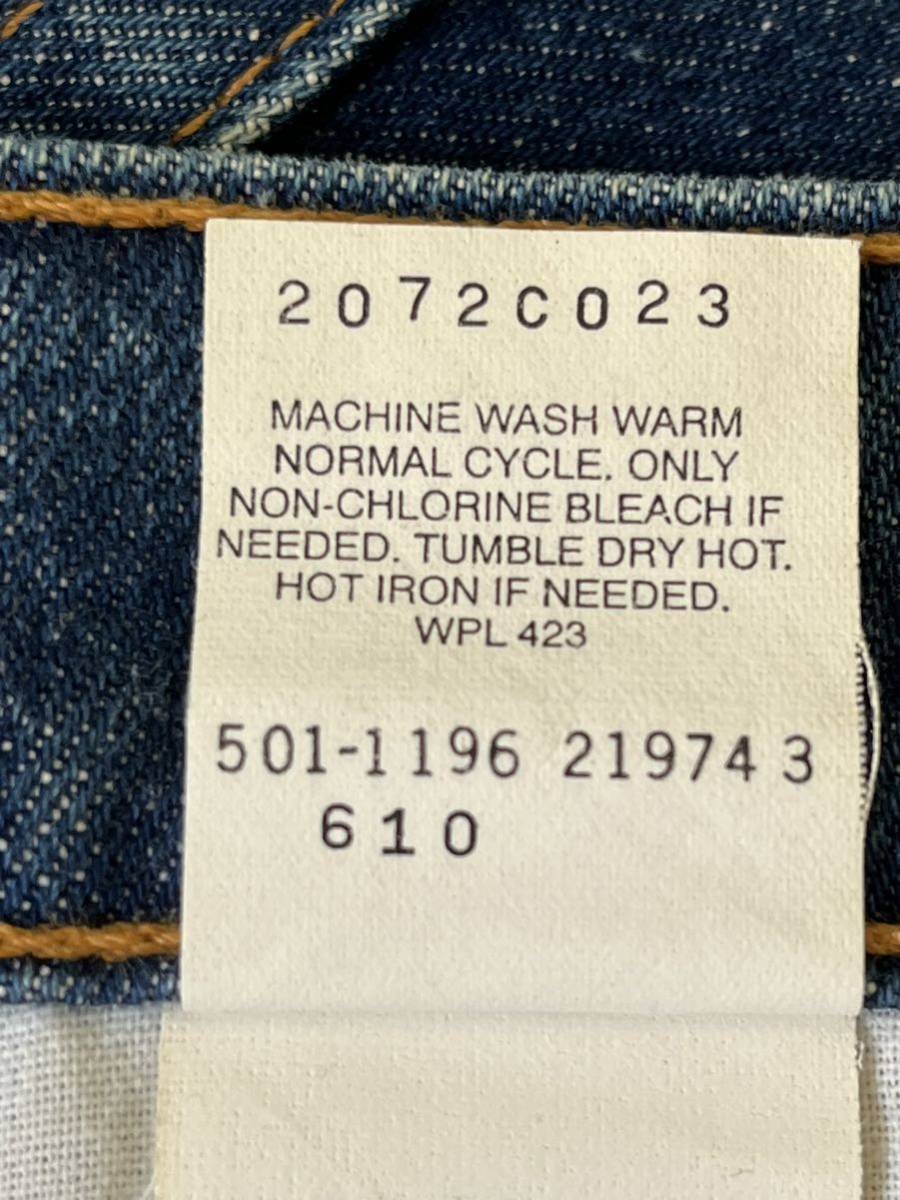 2072C023
MACHINE WASH WARM
NORMAL CYCLE. ONLY
NON-CHLORINE BLEACH IF
NEEDED. TUMBLE DRY HOT.
HOT IRON IF NEEDED.
WPL 423
501-1196 21974 3
610